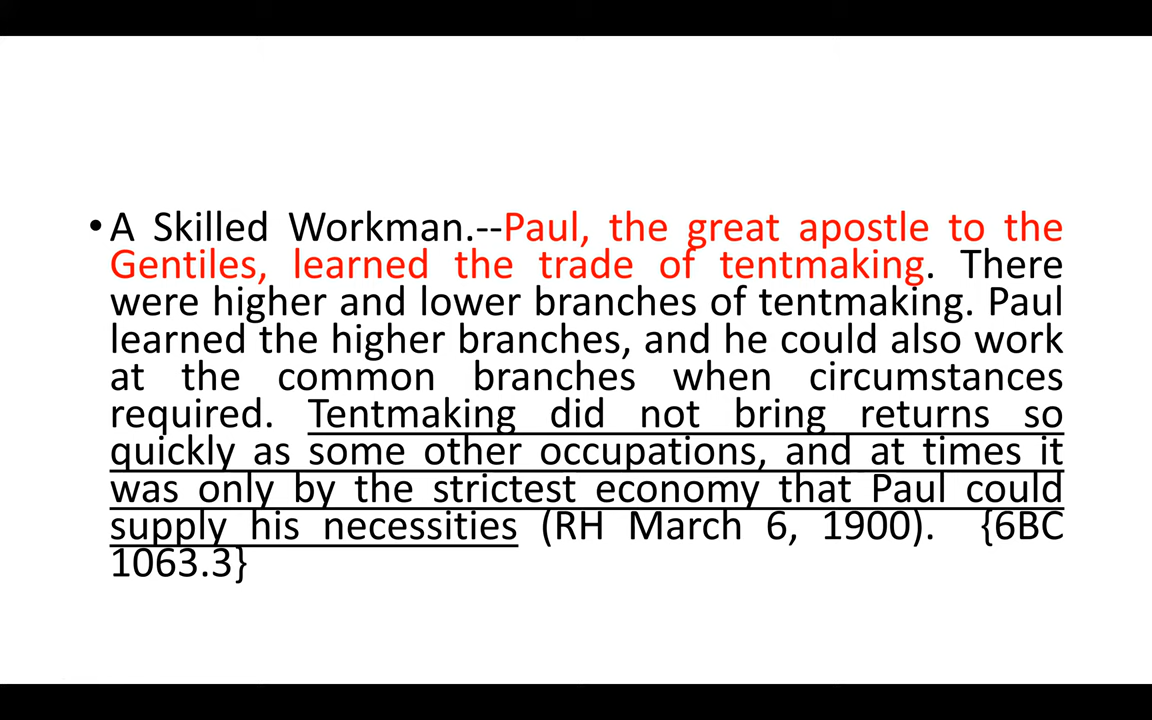 • A Skilled Workman.--Paul, the great apostle to the
Gentiles, learned the trade of tentmaking. There
were higher and lower branches of tentmaking. Paul
learned the higher branches, and he could also work
at the common branches when circumstances
required. Tentmaking did not bring returns so
quickly as some other occupations, and at times it
was only by the strictest economy that Paul could
supply his necessities (RH March 6, 1900). {6BC
1063.3}